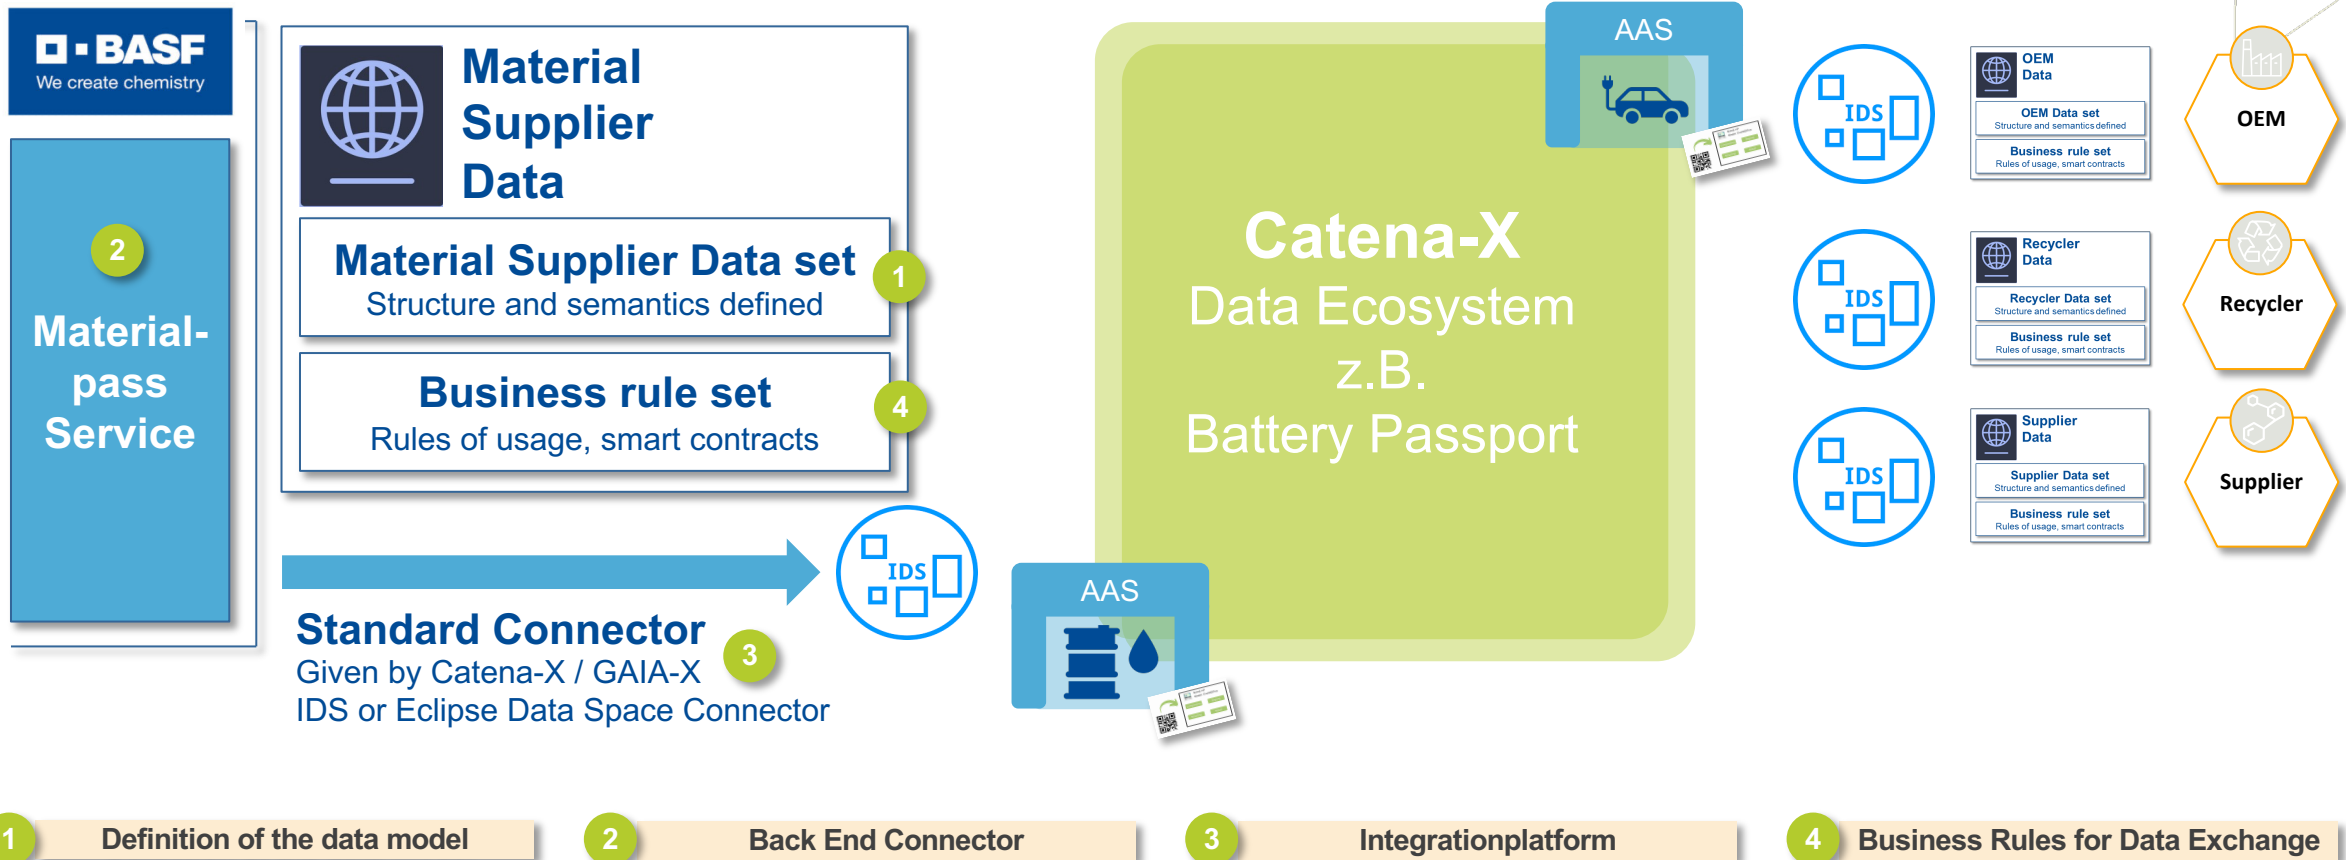 BASF
We create chemistry
2
Material-
pass
Service
Material
Supplier
Data
Material Supplier Data set
Structure and semantics defined
1
Business rule set
Rules of usage, smart contracts
4
Standard Connector
Given by Catena-X / GAIA-X
IDS or Eclipse Data Space Connector
3
IDS
AAS
Catena-X
Data Ecosystem
z.B.
Battery Passport
AAS
IDS
OEM
Data
OEM Data set
Structure and semantics defined
Business rule set
Rules of usage, smart contracts
OEM
IDS
Recycler
Data
Recycler Data set
Structure and semantics defined
Business rule set
Rules of usage, smart contracts
Recycler
IDS
Supplier
Data
Supplier Data set
Structure and semantics defined
Business rule set
Rules of usage, smart contracts
Supplier
1 Definition of the data model
2 Back End Connector
3 Integrationplatform
4 Business Rules for Data Exchange